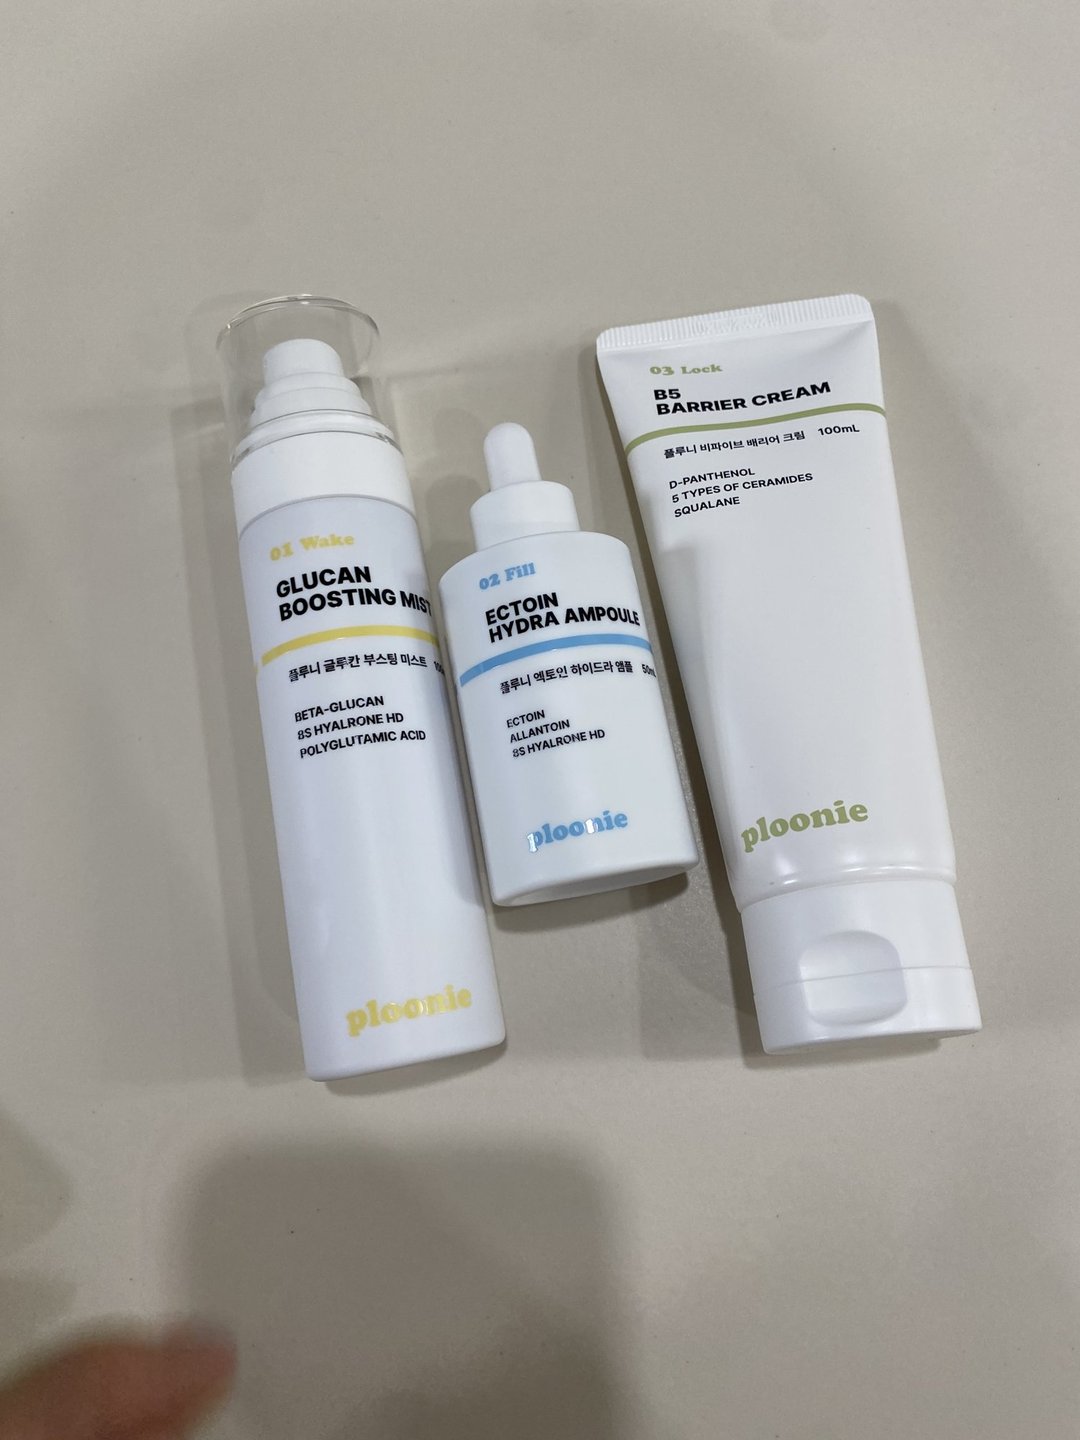 01 Wake
GLUCAN
BOOSTING MIST
플루니 글루칸 부스팅 미스트
BETA-GLUCAN
8S HYALRONE HD
POLYGLUTAMIC ACID
ploonie
02 Fill
ECTOIN
HYDRA AMPOULE
플루니 엑토인 하이드라 앰플 50mL
ECTOIN
ALLANTOIN
8S HYALRONE HD
ploonie
03 Lock
B5
BARRIER CREAM
플루니 비파이브 배리어 크림 100mL
D-PANTHENOL
5 TYPES OF CERAMIDES
SQUALANE
ploonie